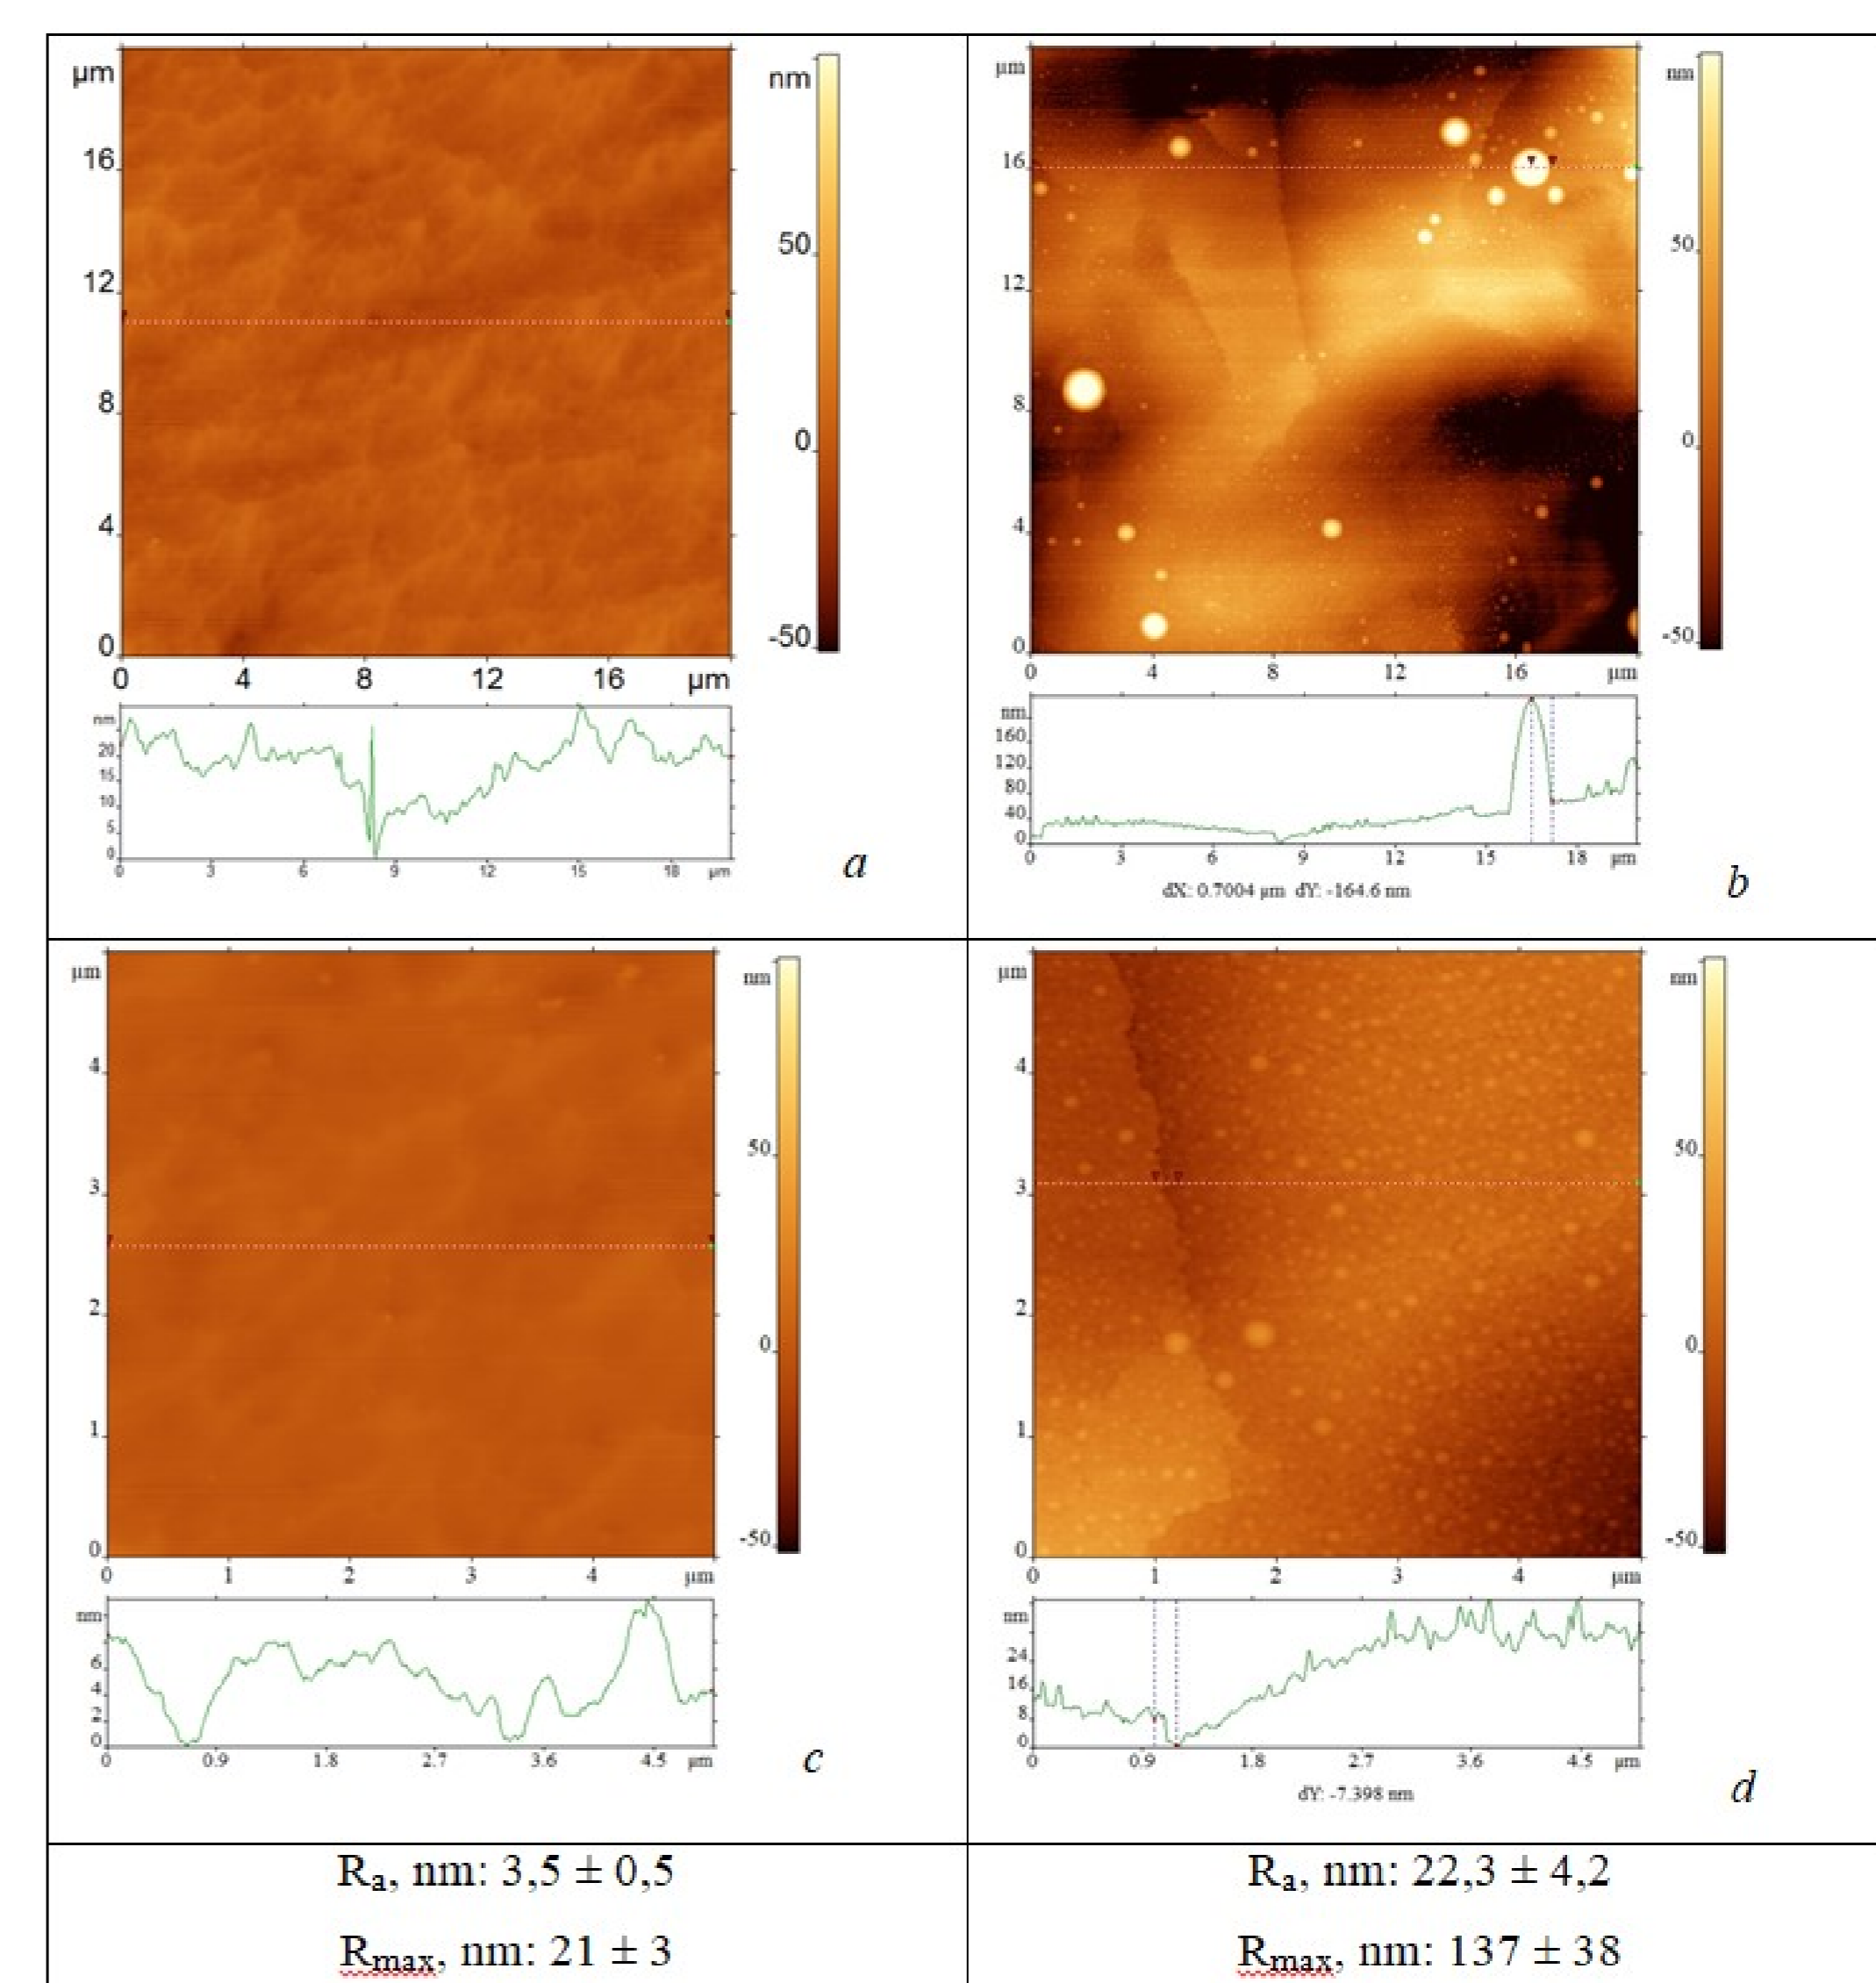 µm
16
12
8
4
0
0 4 8 12 16 µm
nm
50
0
-50
nm
20
15
10
5
0
0 3 6 9 12 15 18 µm
a
µm
16
12
8
4
0
0 4 8 12 16 µm
nm
50
0
-50
nm
160
120
80
40
0
0 3 6 9 12 15 18 µm
dX: 0.7004 µm dY: -164.6 nm
b
µm
4
3
2
1
0
0 1 2 3 4 µm
nm
50
0
-50
nm
6
4
2
0
0 0.9 1.8 2.7 3.6 4.5 µm
c
µm
4
3
2
1
0
0 1 2 3 4 µm
nm
50
0
-50
nm
24
16
8
0
0 0.9 1.8 2.7 3.6 4.5 µm
dY: -7.398 nm
d
Ra, nm: 3,5 ± 0,5
Rmax, nm: 21 ± 3
Ra, nm: 22,3 ± 4,2
Rmax, nm: 137 ± 38